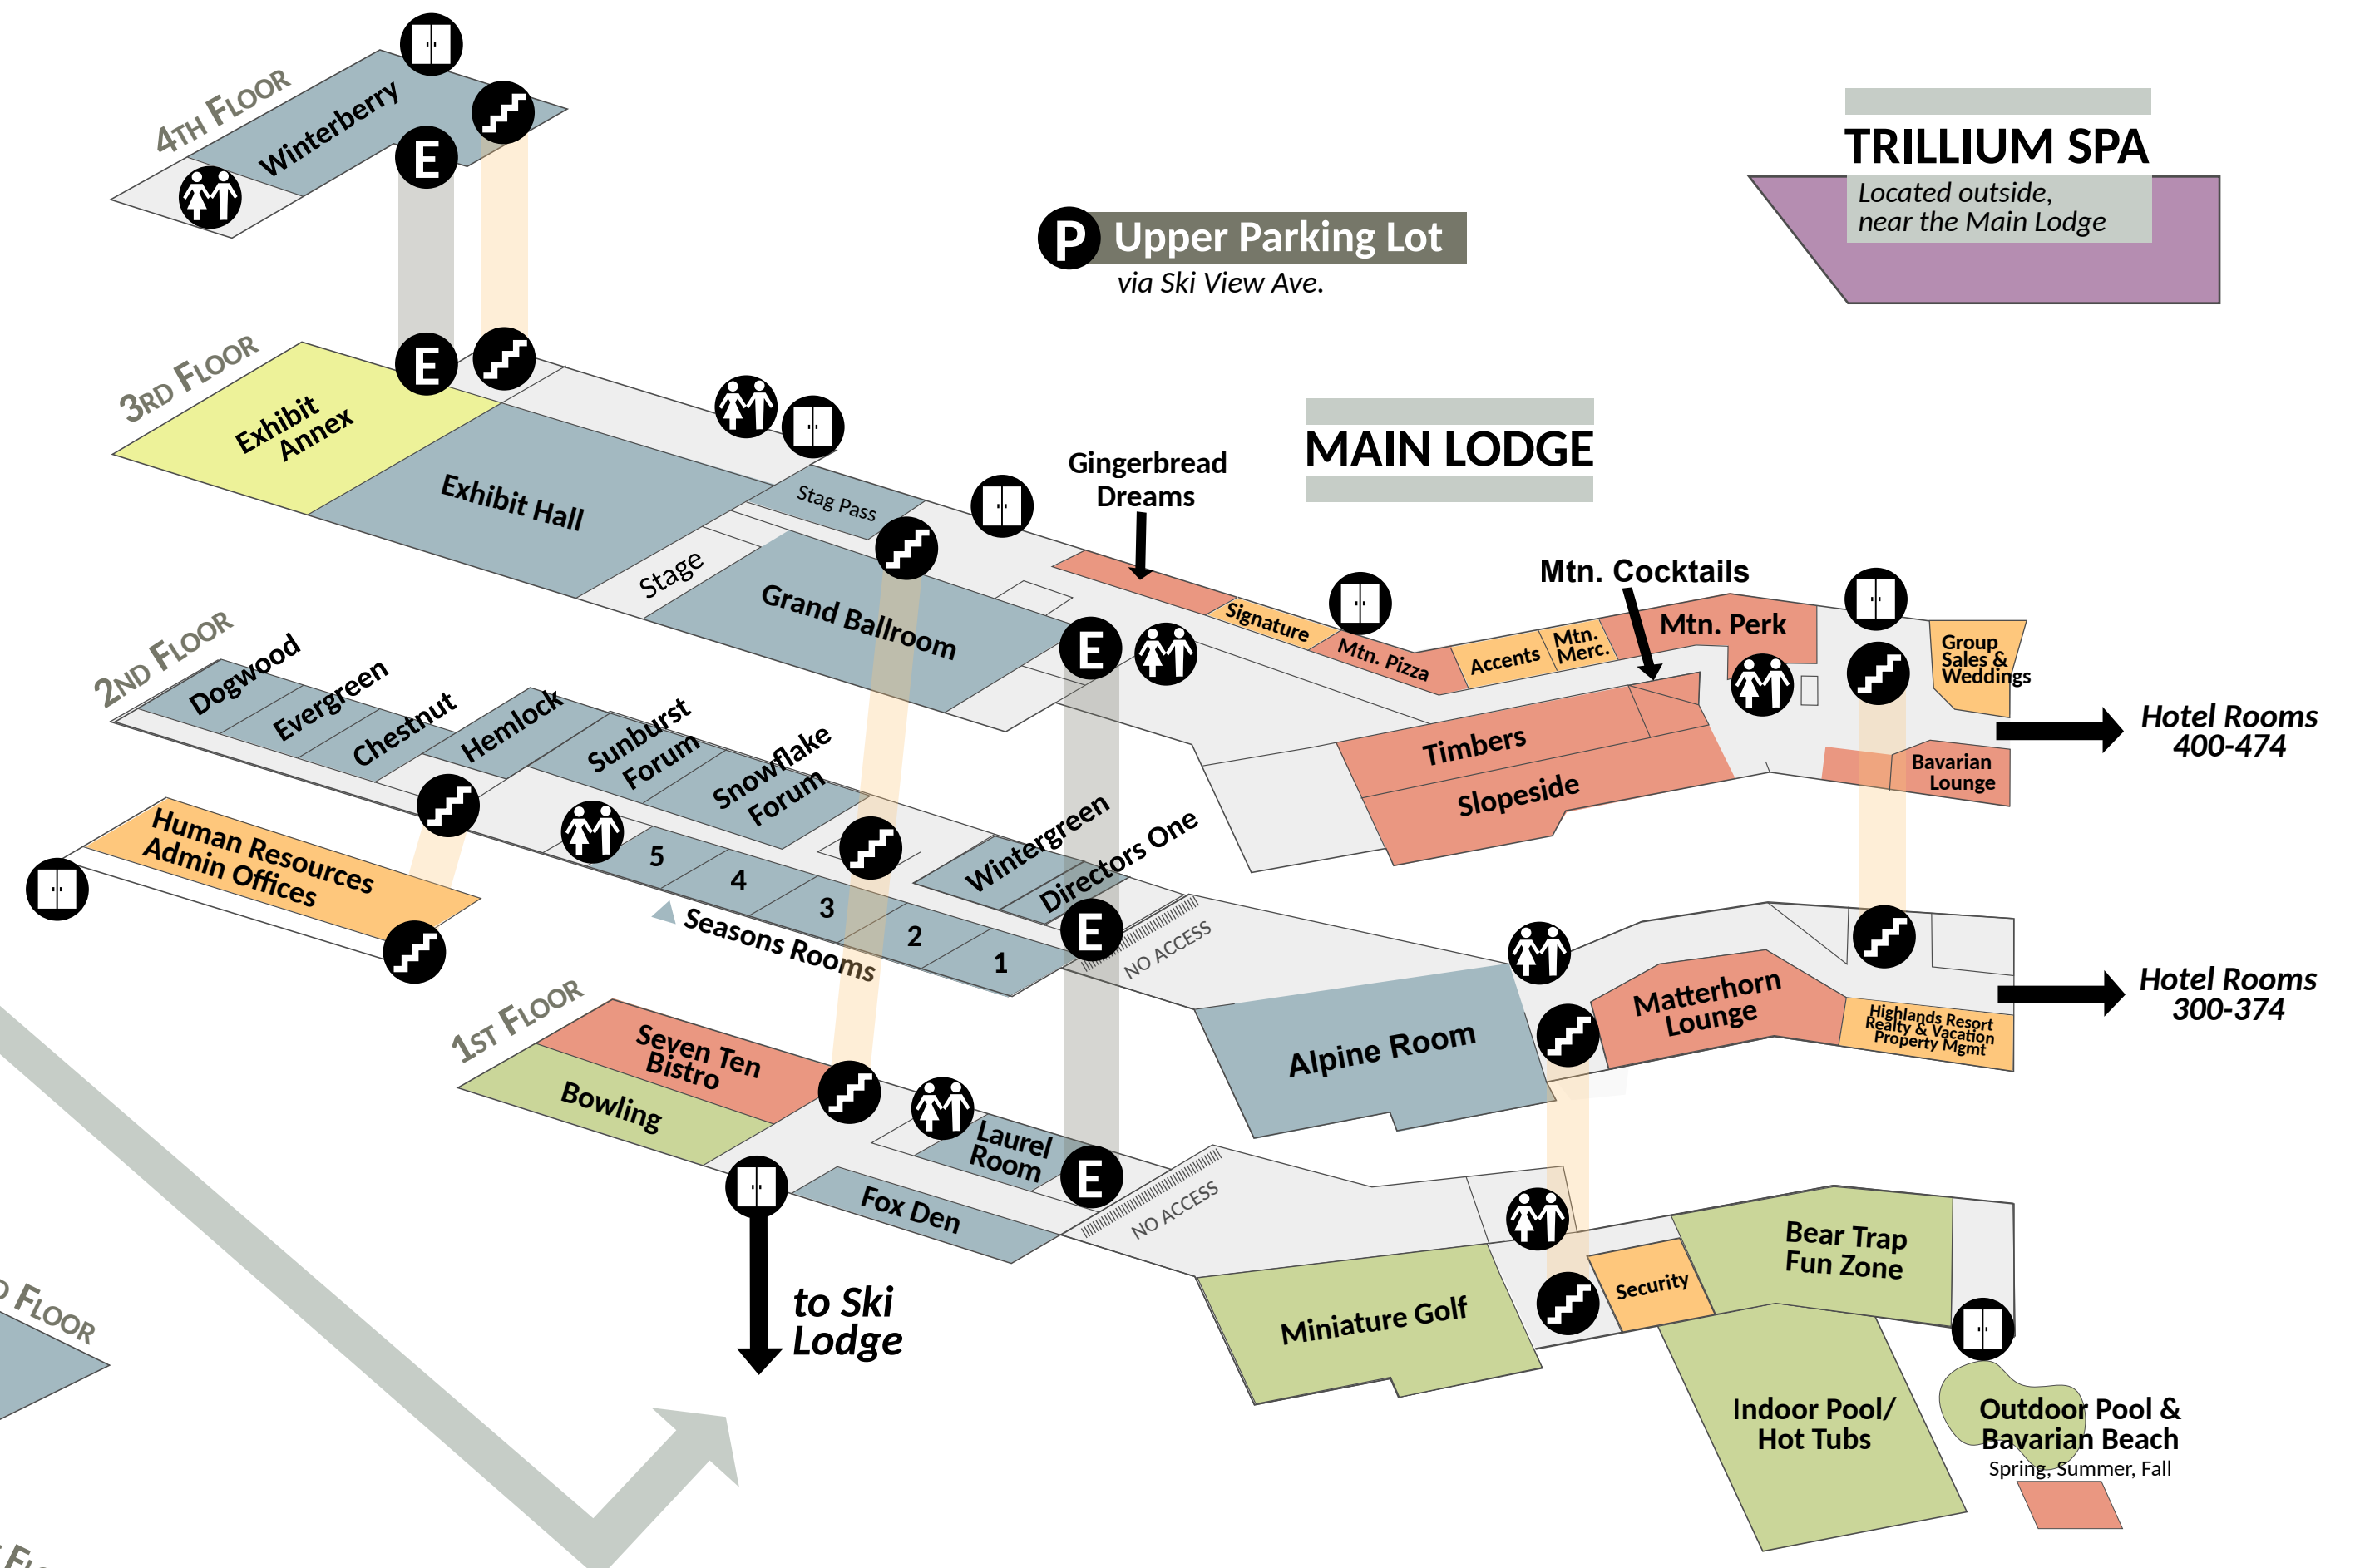 4TH FLOOR
Winterberry
E
TRILLIUM SPA
Located outside,
near the Main Lodge
P Upper Parking Lot
via Ski View Ave.
3RD FLOOR
E
Exhibit
Annex
Exhibit Hall
Stag Pass
Stage
Grand Ballroom
E
MAIN LODGE
Gingerbread
Dreams
Signature
Mtn. Pizza
Accents
Mtn.
Merc.
Mtn. Cocktails
Mtn. Perk
Timbers
Slopeside
Group
Sales &
Weddings
Bavarian
Lounge
Hotel Rooms
400-474
2ND FLOOR
Dogwood
Evergreen
Chestnut
Hemlock
Sunburst
Forum
Snowflake
Forum
Wintergreen
Directors One
E
5
4
3
2
1
Seasons Rooms
NO ACCESS
Human Resources
Admin Offices
Alpine Room
Matterhorn
Lounge
Highlands Resort
Realty & Vacation
Property Mgmt
Hotel Rooms
300-374
1ST FLOOR
Seven Ten
Bistro
Bowling
Laurel
Room
E
Fox Den
NO ACCESS
to Ski
Lodge
Miniature Golf
Security
Bear Trap
Fun Zone
Indoor Pool/
Hot Tubs
Outdoor Pool &
Bavarian Beach
Spring, Summer, Fall
D FLOOR